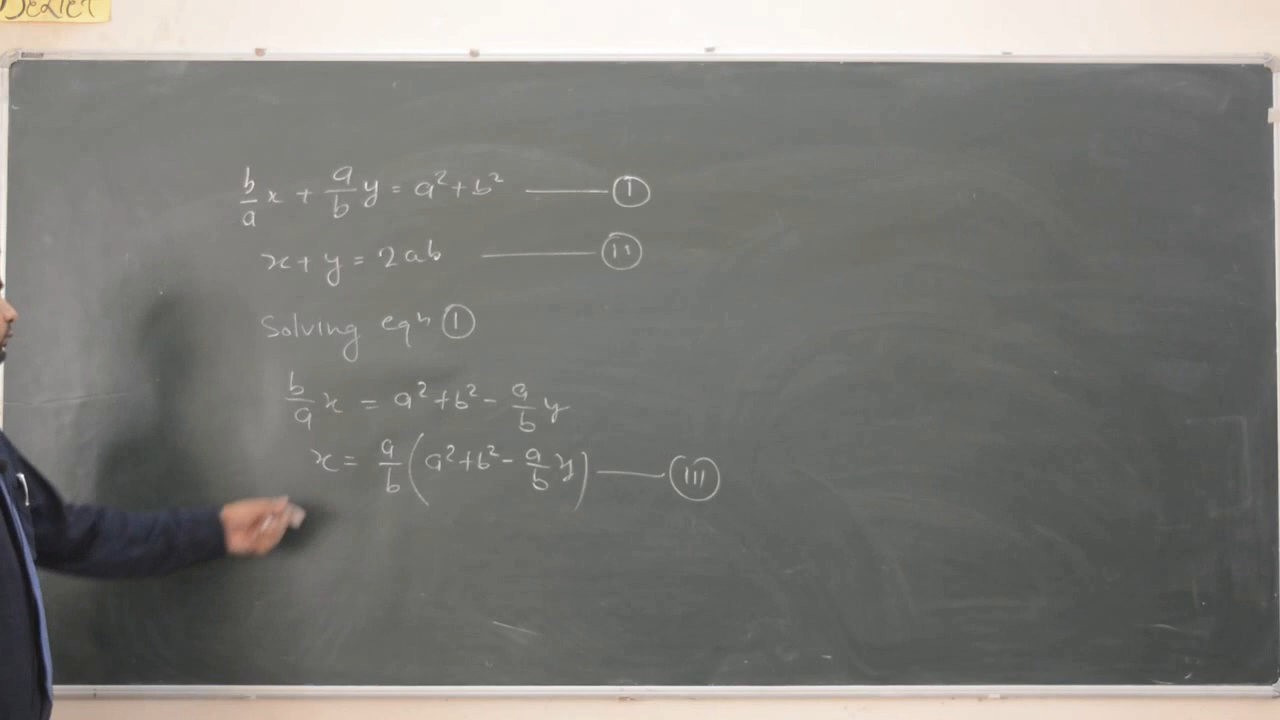 b/a x + a/b y = a² + b² —— (I)
x + y = 2ab —— (II)
Solving eqn (I)
b/a x = a² + b² - a/b y
x = a/b (a² + b² - a/b y) —— (III)